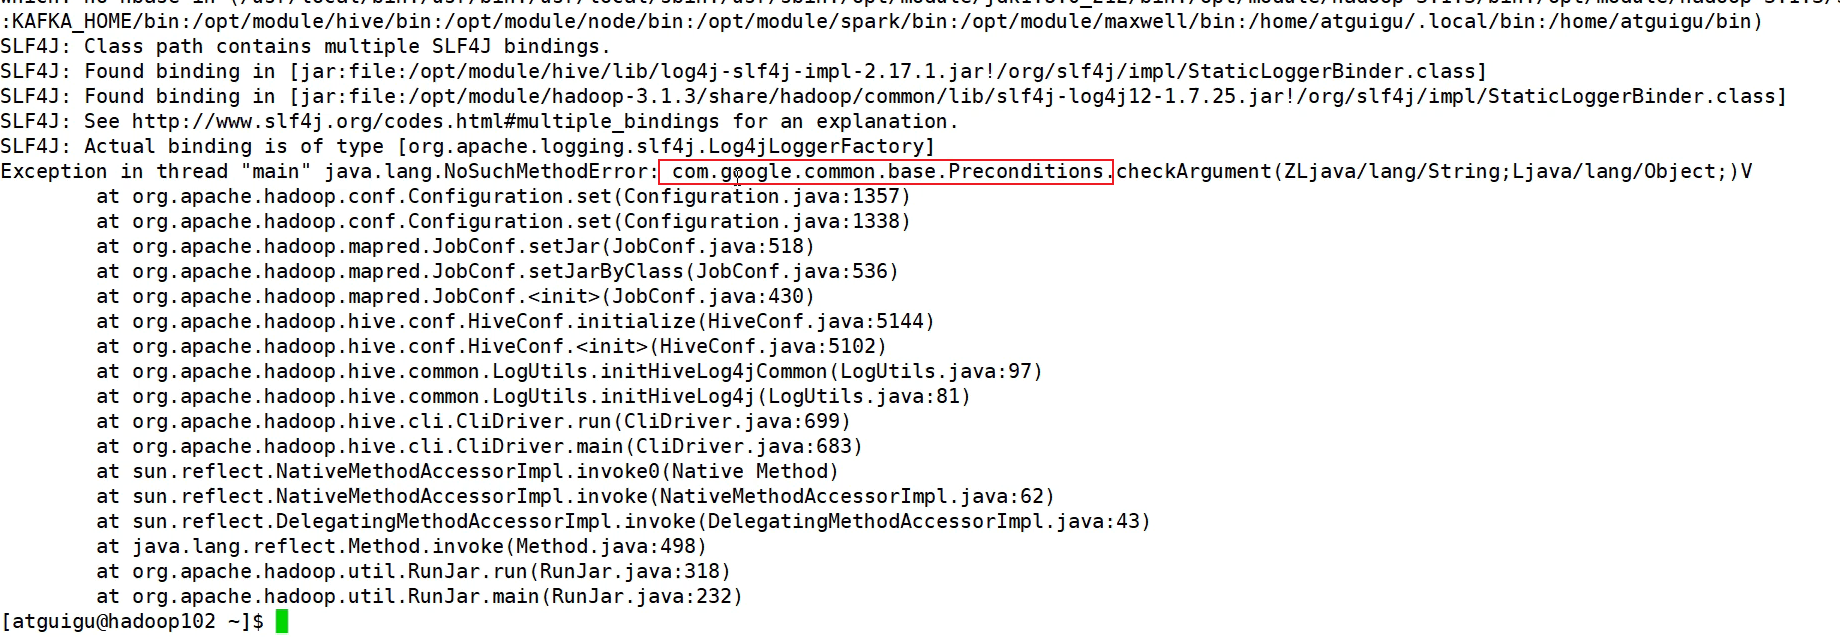 :KAFKA_HOME/bin:/opt/module/hive/bin:/opt/module/node/bin:/opt/module/spark/bin:/opt/module/maxwell/bin:/home/atguigu/.local/bin:/home/atguigu/bin)
SLF4J: Class path contains multiple SLF4J bindings.
SLF4J: Found binding in [jar:file:/opt/module/hive/lib/log4j-slf4j-impl-2.17.1.jar!/org/slf4j/impl/StaticLoggerBinder.class]
SLF4J: Found binding in [jar:file:/opt/module/hadoop-3.1.3/share/hadoop/common/lib/slf4j-log4j12-1.7.25.jar!/org/slf4j/impl/StaticLoggerBinder.class]
SLF4J: See http://www.slf4j.org/codes.html#multiple_bindings for an explanation.
SLF4J: Actual binding is of type [org.apache.logging.slf4j.Log4jLoggerFactory]
Exception in thread "main" java.lang.NoSuchMethodError: com.google.common.base.Preconditions.checkArgument(ZLjava/lang/String;Ljava/lang/Object;)V
at org.apache.hadoop.conf.Configuration.set(Configuration.java:1357)
at org.apache.hadoop.conf.Configuration.set(Configuration.java:1338)
at org.apache.hadoop.mapred.JobConf.setJar(JobConf.java:518)
at org.apache.hadoop.mapred.JobConf.setJarByClass(JobConf.java:536)
at org.apache.hadoop.mapred.JobConf.<init>(JobConf.java:430)
at org.apache.hadoop.hive.conf.HiveConf.initialize(HiveConf.java:5144)
at org.apache.hadoop.hive.conf.HiveConf.<init>(HiveConf.java:5102)
at org.apache.hadoop.hive.common.LogUtils.initHiveLog4jCommon(LogUtils.java:97)
at org.apache.hadoop.hive.common.LogUtils.initHiveLog4j(LogUtils.java:81)
at org.apache.hadoop.hive.cli.CliDriver.run(CliDriver.java:699)
at org.apache.hadoop.hive.cli.CliDriver.main(CliDriver.java:683)
at sun.reflect.NativeMethodAccessorImpl.invoke0(Native Method)
at sun.reflect.NativeMethodAccessorImpl.invoke(NativeMethodAccessorImpl.java:62)
at sun.reflect.DelegatingMethodAccessorImpl.invoke(DelegatingMethodAccessorImpl.java:43)
at java.lang.reflect.Method.invoke(Method.java:498)
at org.apache.hadoop.util.RunJar.run(RunJar.java:318)
at org.apache.hadoop.util.RunJar.main(RunJar.java:232)
[atguigu@hadoop102 ~]$